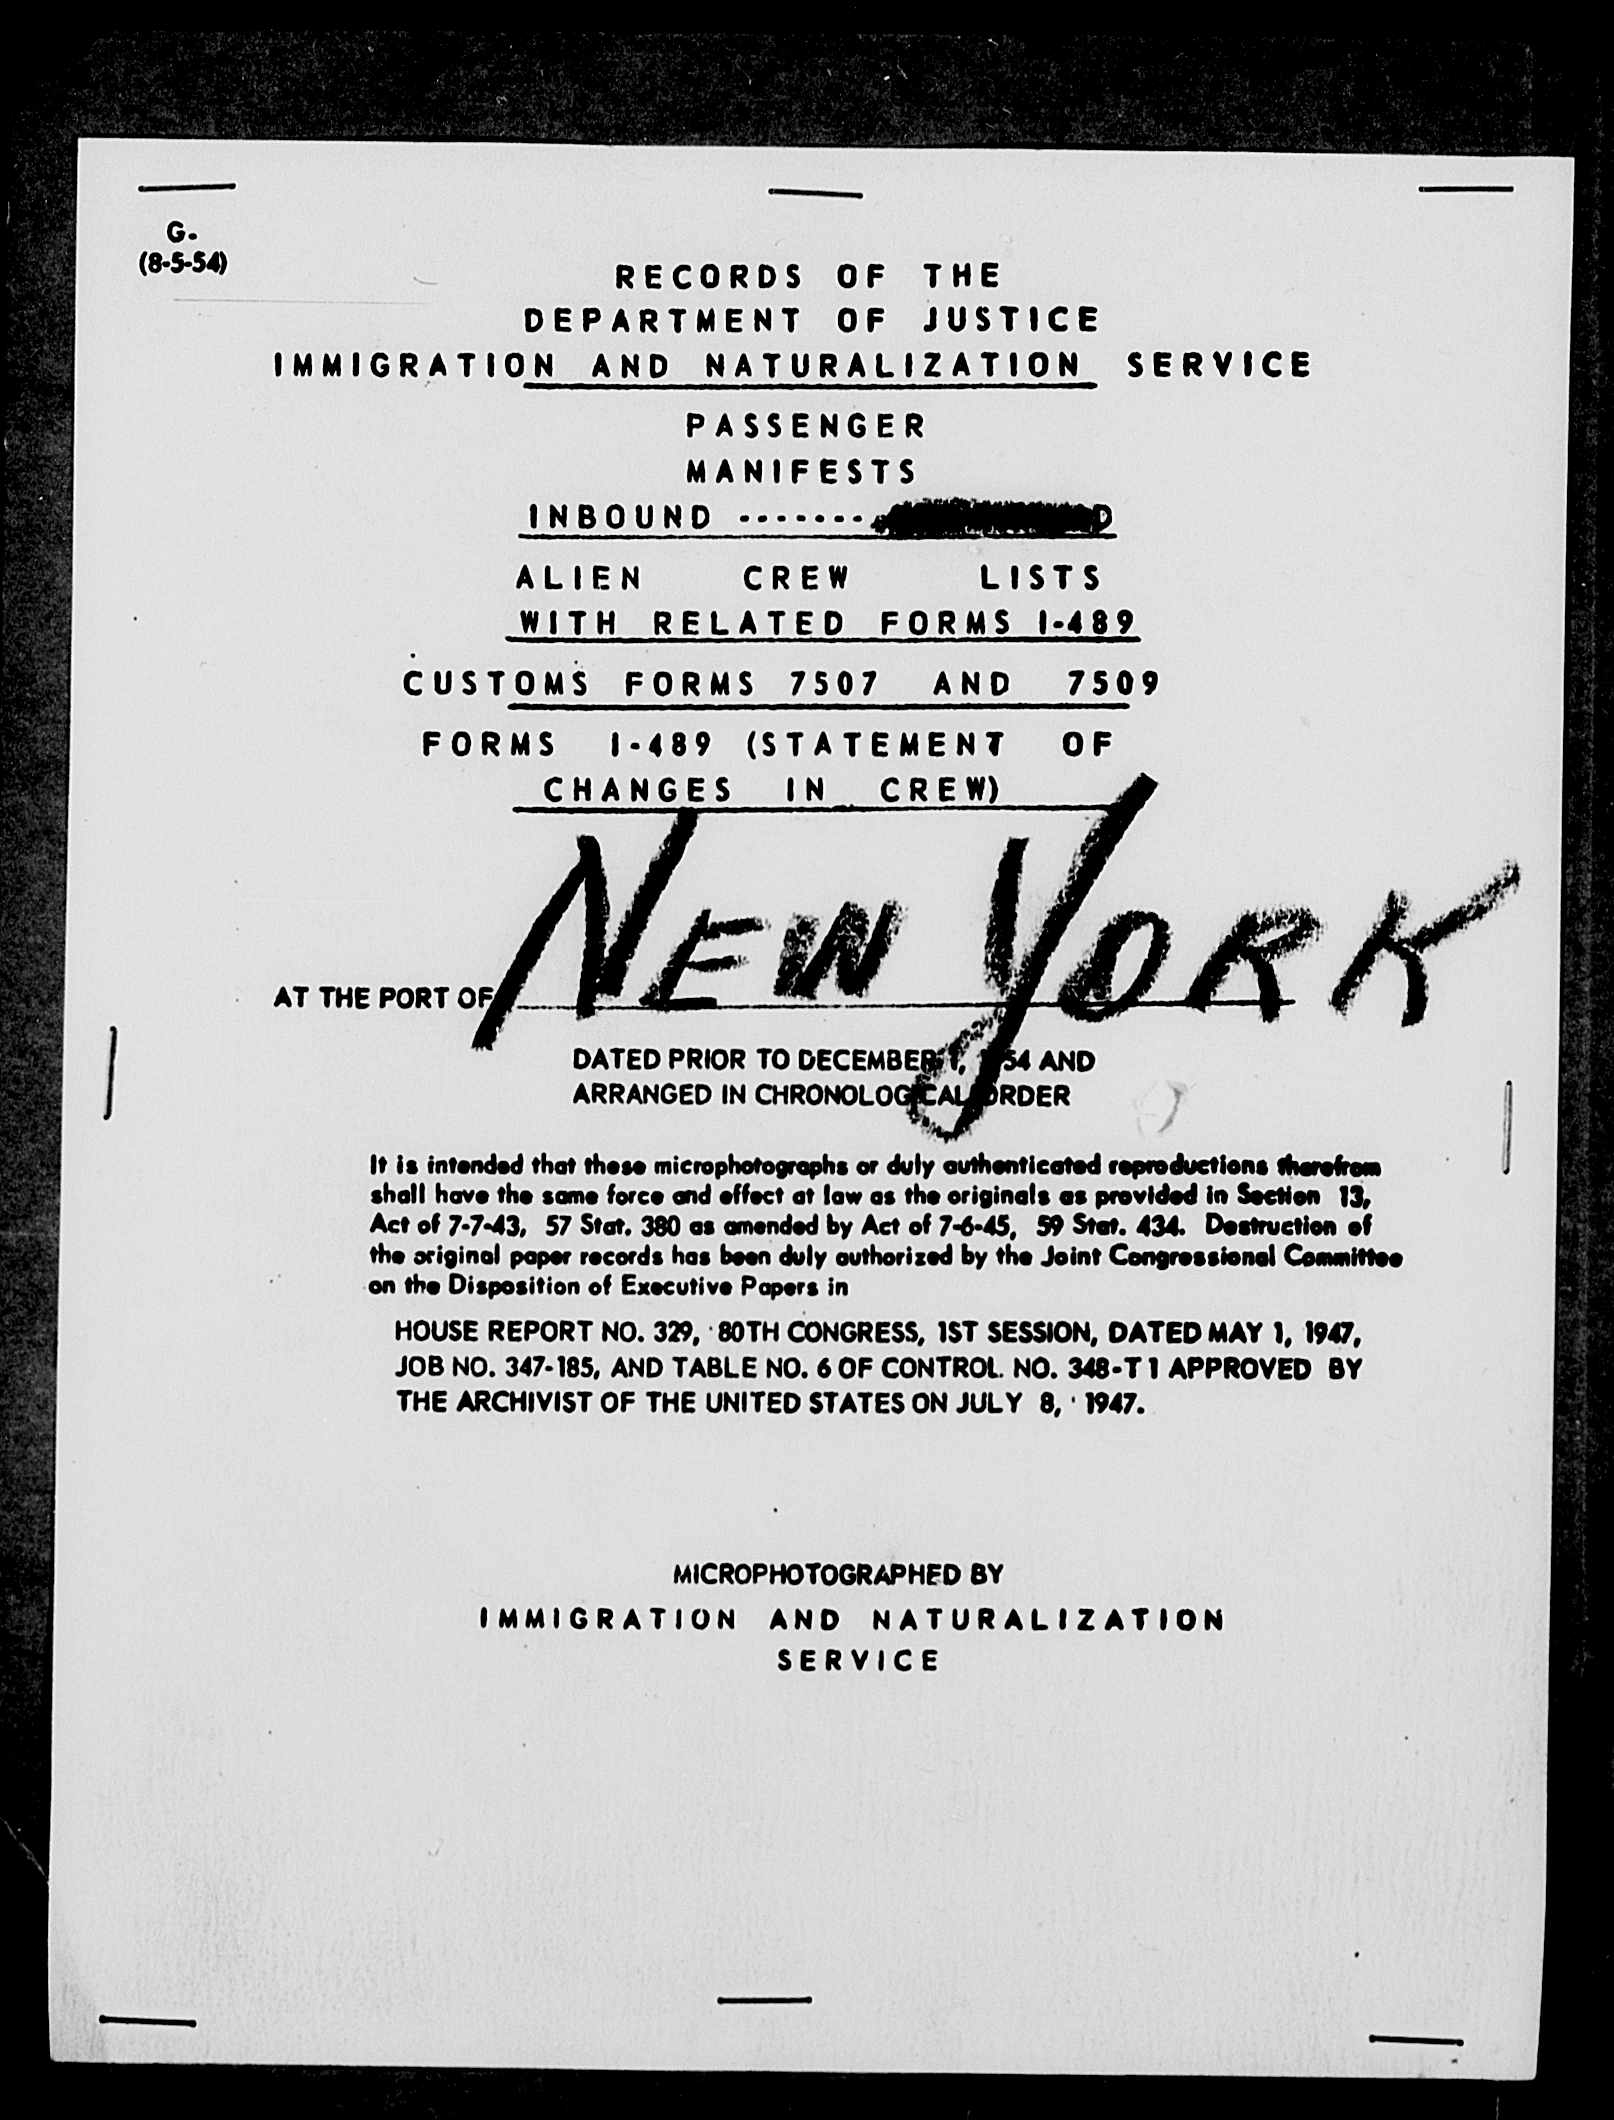 G.
(8-5-54)
RECORDS OF THE
DEPARTMENT OF JUSTICE
IMMIGRATION AND NATURALIZATION SERVICE
PASSENGER
MANIFESTS
INBOUND -------
ALIEN CREW LISTS
WITH RELATED FORMS I-489
CUSTOMS FORMS 7507 AND 7509
FORMS I-489 (STATEMENT OF
CHANGES IN CREW)
AT THE PORT OF NEW YORK
DATED PRIOR TO DECEMBER 1, 1954 AND
ARRANGED IN CHRONOLOGICAL ORDER
It is intended that these microphotographs or duly authenticated reproductions therefrom
shall have the same force and effect at law as the originals as provided in Section 13,
Act of 7-7-43, 57 Stat. 380 as amended by Act of 7-6-45, 59 Stat. 434. Destruction of
the original paper records has been duly authorized by the Joint Congressional Committee
on the Disposition of Executive Papers in
HOUSE REPORT NO. 329, 80TH CONGRESS, 1ST SESSION, DATED MAY 1, 1947,
JOB NO. 347-185, AND TABLE NO. 6 OF CONTROL NO. 348-T1 APPROVED BY
THE ARCHIVIST OF THE UNITED STATES ON JULY 8, 1947.
MICROPHOTOGRAPHED BY
IMMIGRATION AND NATURALIZATION
SERVICE